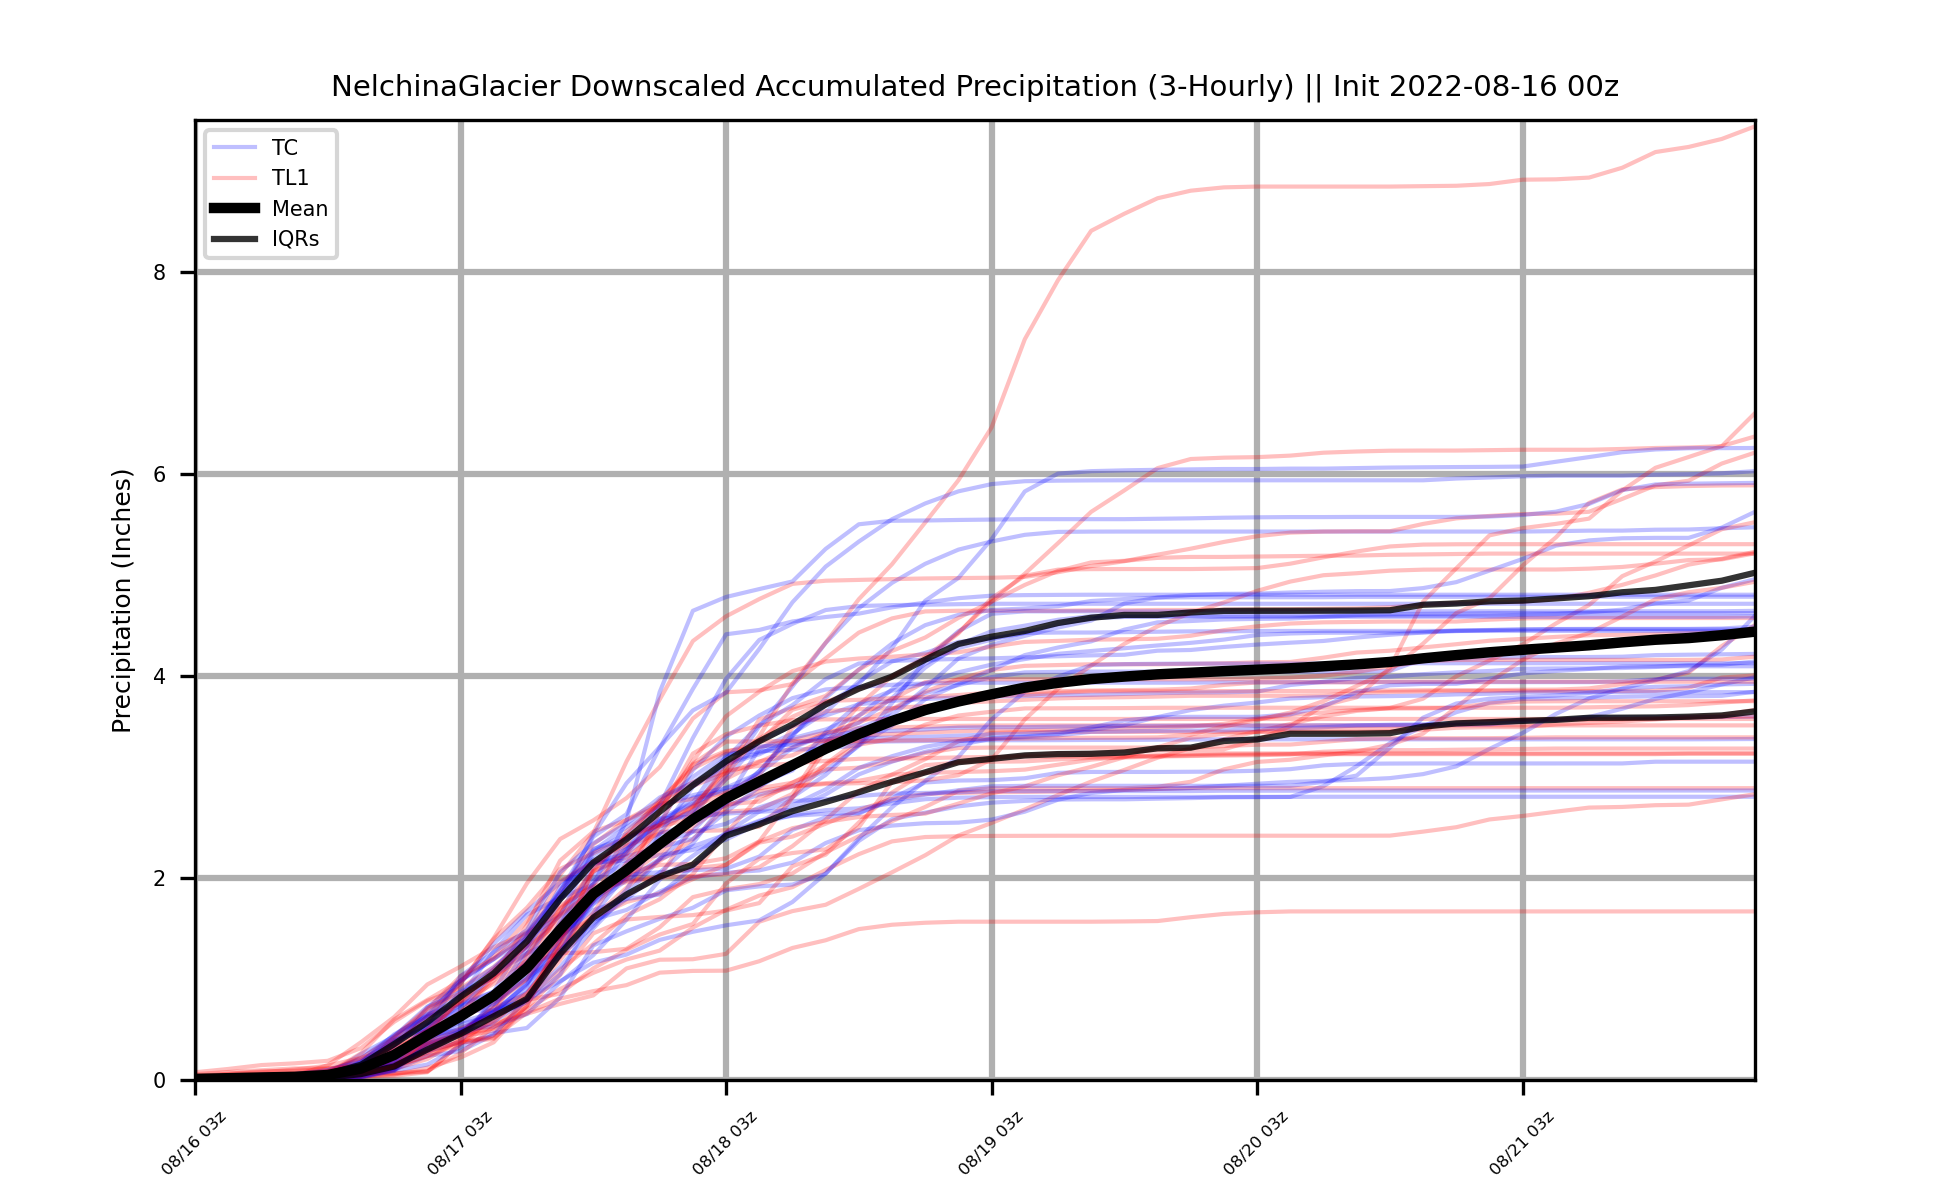 NelchinaGlacier Downscaled Accumulated Precipitation (3-Hourly) || Init 2022-08-16 00z
TC
TL1
Mean
IQRs
Precipitation (Inches)
8
6
4
2
0
08/16 03z
08/17 03z
08/18 03z
08/19 03z
08/20 03z
08/21 03z